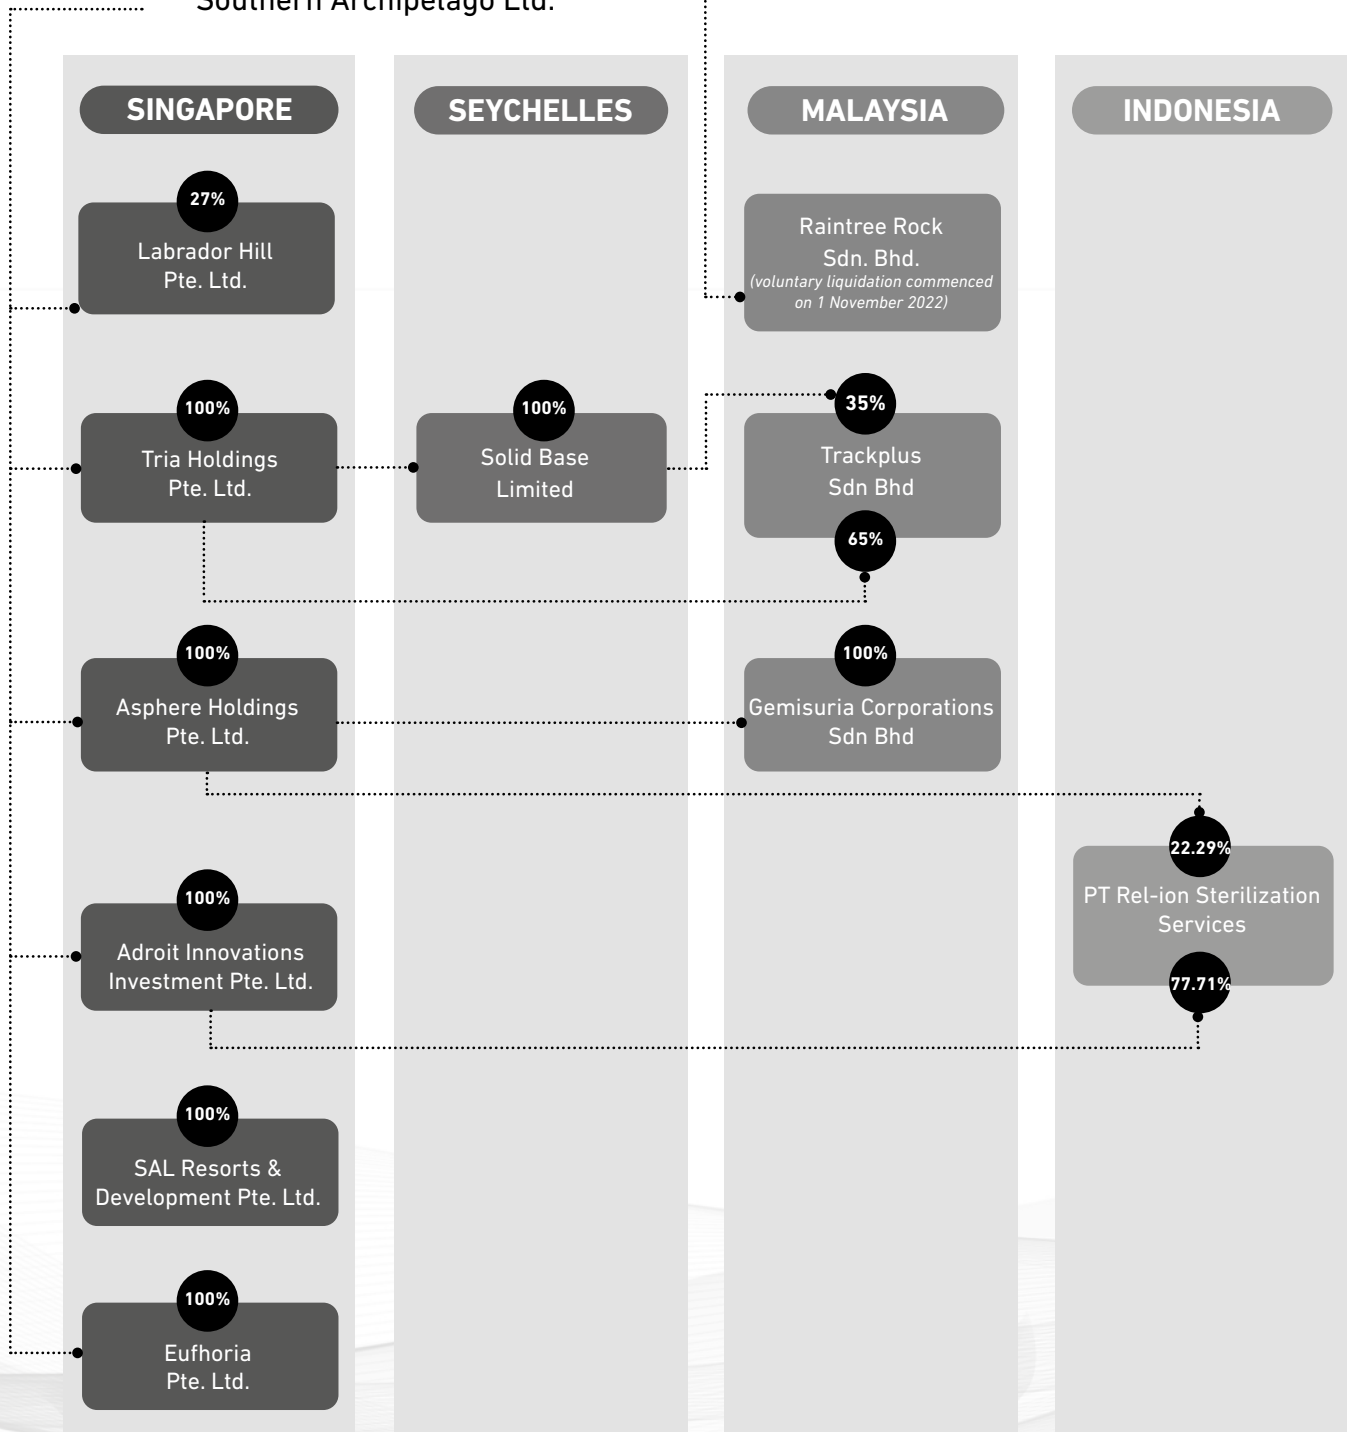 Southern Archipelago Ltd.
SINGAPORE
SEYCHELLES
MALAYSIA
INDONESIA
27%
Labrador Hill
Pte. Ltd.
Raintree Rock
Sdn. Bhd.
(voluntary liquidation commenced
on 1 November 2022)
100%
Tria Holdings
Pte. Ltd.
100%
Solid Base
Limited
35%
Trackplus
Sdn Bhd
65%
100%
Asphere Holdings
Pte. Ltd.
100%
Gemisuria Corporations
Sdn Bhd
22.29%
PT Rel-ion Sterilization
Services
77.71%
100%
Adroit Innovations
Investment Pte. Ltd.
100%
SAL Resorts &
Development Pte. Ltd.
100%
Eufhoria
Pte. Ltd.